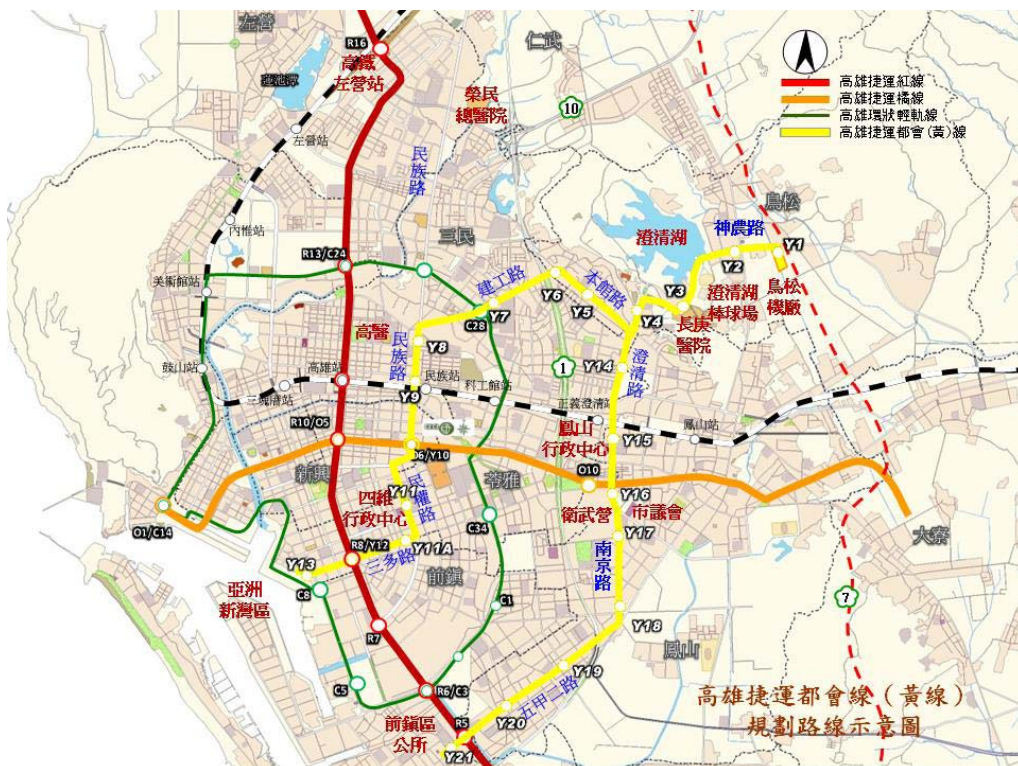 左營
R16
高鐵
左營站
蓮池潭
左營站
內惟站
美術館站
鼓山站
仁武
榮民
總醫院
10
民族路
三民
R13/C24
高雄捷運紅線
高雄捷運橘線
高雄環狀輕軌線
高雄捷運都會(黃)線
鳥松
神農路
Y1
Y2
澄清湖
Y3
澄清湖
棒球場
鳥松
機廠
長庚
醫院
Y4
本館路
Y5
Y6
建工路
Y7
C28
高醫
民族路
Y8
1
Y14
澄清路
高雄站
三塊厝站
民族站
科工館站
正義澄清站
鳳山站
Y9
R10/O5
O6/Y10
鳳山
行政中心
Y15
O10
新興
苓雅
Y11
民權路
四維
行政中心
衛武營
Y16
市議會
Y17
大寮
O1/C14
C34
R8/Y12
Y11A
三多路
Y13
前鎮
南京路
亞洲
新灣區
C8
C1
7
R7
Y18
鳳山
Y19
C5
R6/C3
五甲二路
Y20
前鎮區
公所
R5
Y21
高雄捷運都會線（黃線）
規劃路線示意圖